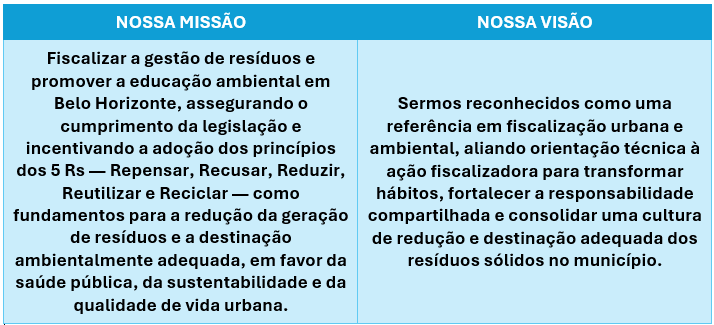 NOSSA MISSÃO
NOSSA VISÃO
Fiscalizar a gestão de resíduos e
promover a educação ambiental em
Belo Horizonte, assegurando o
cumprimento da legislação e
incentivando a adoção dos princípios
dos 5 Rs — Repensar, Recusar, Reduzir,
Reutilizar e Reciclar — como
fundamentos para a redução da geração
de resíduos e a destinação
ambientalmente adequada, em favor da
saúde pública, da sustentabilidade e da
qualidade de vida urbana.
Sermos reconhecidos como uma
referência em fiscalização urbana e
ambiental, aliando orientação técnica à
ação fiscalizadora para transformar
hábitos, fortalecer a responsabilidade
compartilhada e consolidar uma cultura
de redução e destinação adequada dos
resíduos sólidos no município.